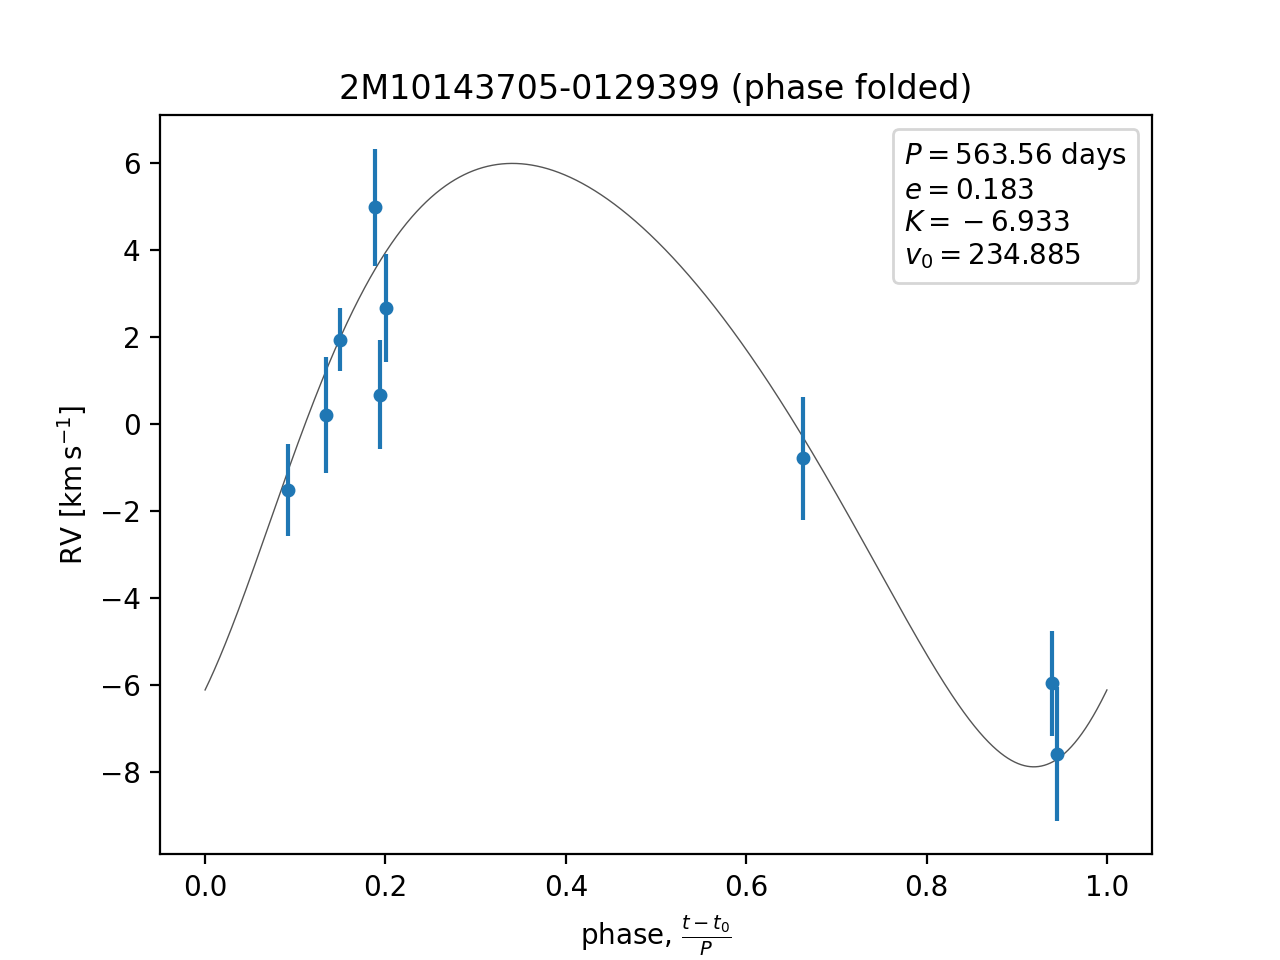 2M10143705-0129399 (phase folded)
P = 563.56 days
e = 0.183
K = −6.933
v₀ = 234.885
RV [km s⁻¹]
6
4
2
0
−2
−4
−6
−8
0.0 0.2 0.4 0.6 0.8 1.0
phase, (t − t₀)/P